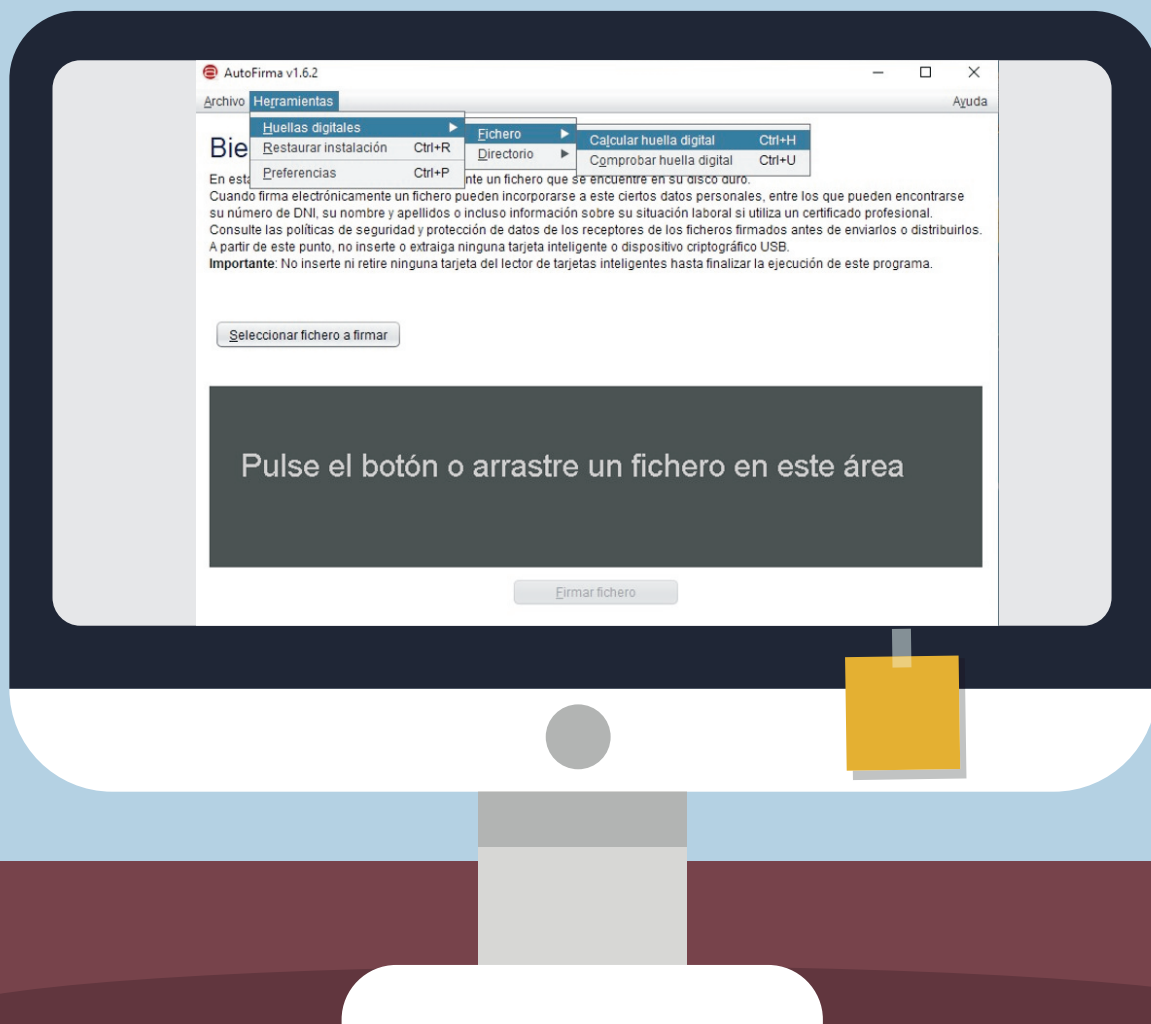 AutoFirma v1.6.2
Archivo Herramientas Ayuda
Huellas digitales
Restaurar instalación Ctrl+R
Preferencias Ctrl+P
Fichero
Directorio
Calcular huella digital Ctrl+H
Comprobar huella digital Ctrl+U
Bie
En esta nte un fichero que se encuentre en su disco duro.
Cuando firma electrónicamente un fichero pueden incorporarse a este ciertos datos personales, entre los que pueden encontrarse
su número de DNI, su nombre y apellidos o incluso información sobre su situación laboral si utiliza un certificado profesional.
Consulte las políticas de seguridad y protección de datos de los receptores de los ficheros firmados antes de enviarlos o distribuirlos.
A partir de este punto, no inserte o extraiga ninguna tarjeta inteligente o dispositivo criptográfico USB.
Importante: No inserte ni retire ninguna tarjeta del lector de tarjetas inteligentes hasta finalizar la ejecución de este programa.
Seleccionar fichero a firmar
Pulse el botón o arrastre un fichero en este área
Firmar fichero